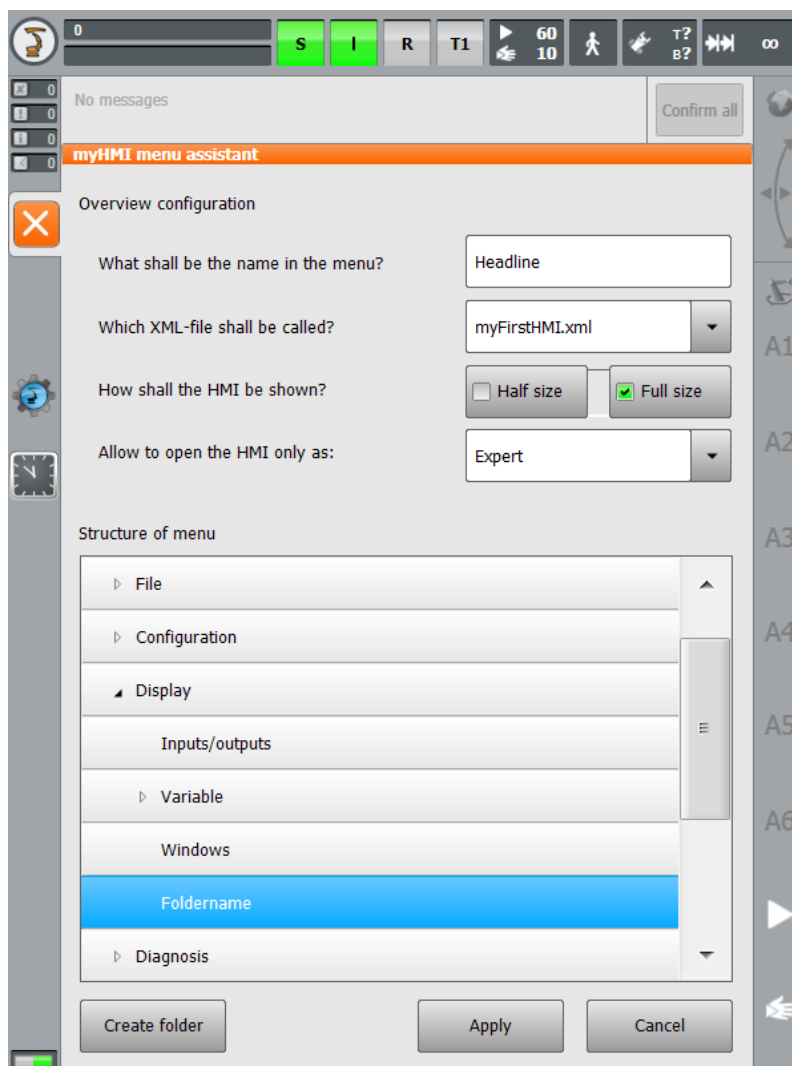 0
S I R T1 60 10 T? B? ∞
0
0
0
0
No messages
Confirm all
myHMI menu assistant
Overview configuration
What shall be the name in the menu? Headline
Which XML-file shall be called? myFirstHMI.xml
How shall the HMI be shown? Half size Full size
Allow to open the HMI only as: Expert
Structure of menu
File
Configuration
Display
Inputs/outputs
Variable
Windows
Foldername
Diagnosis
Create folder Apply Cancel
A1
A2
A3
A4
A5
A6